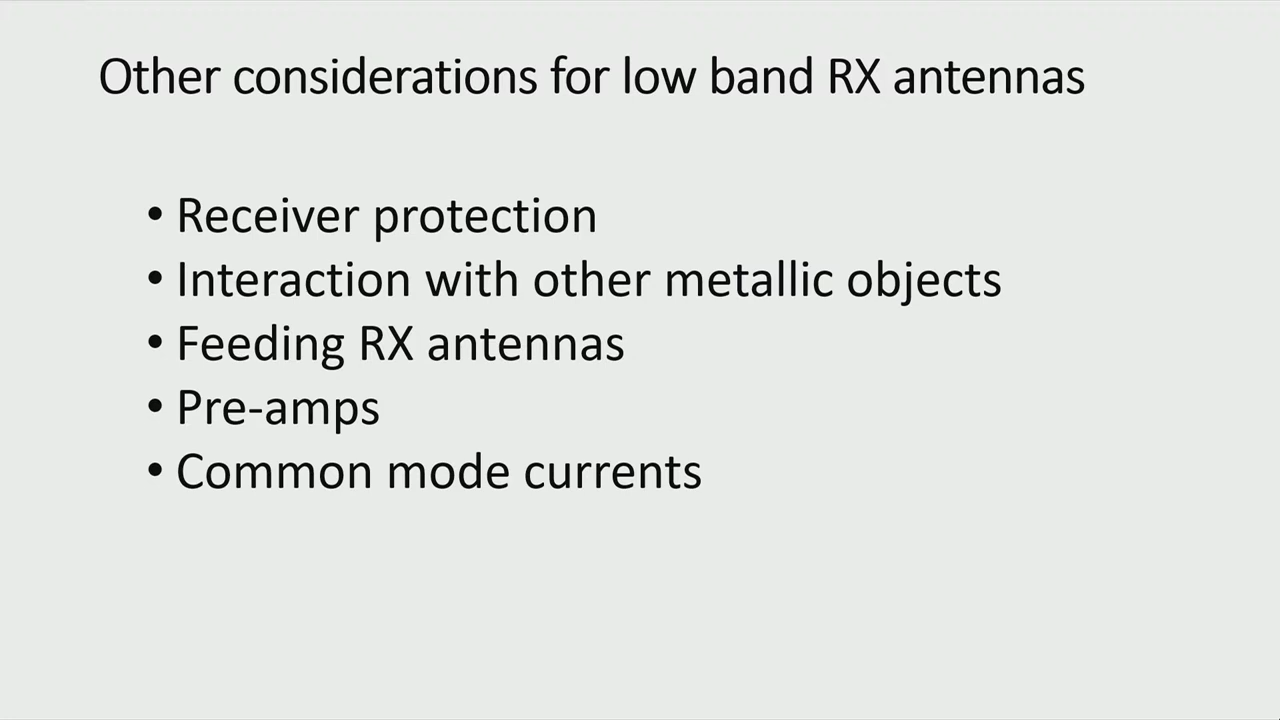 Other considerations for low band RX antennas
• Receiver protection
• Interaction with other metallic objects
• Feeding RX antennas
• Pre-amps
• Common mode currents